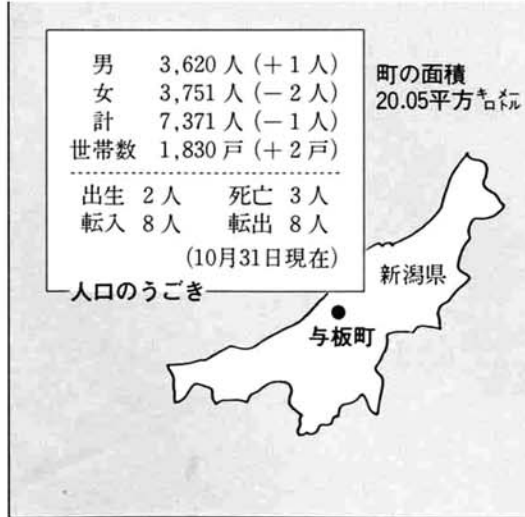 男 3,620人(+1人)
女 3,751人(-2人)
計 7,371人(-1人)
世帯数 1,830戸(+2戸)
出生 2人 死亡 3人
転入 8人 転出 8人
(10月31日現在)
人口のうごき
町の面積
20.05平方キロメートル
新潟県
与板町